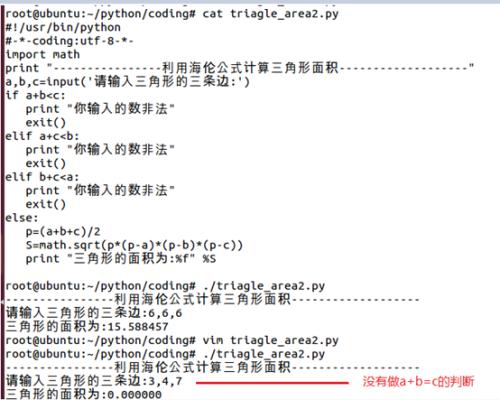 root@ubuntu:~/python/coding# cat triagle_area2.py
#!/usr/bin/python
#-*-coding:utf-8-*-
import math
print "----------------利用海伦公式计算三角形面积-------------------"
a,b,c=input('请输入三角形的三条边:')
if a+b<c:
   print "你输入的数非法"
   exit()
elif a+c<b:
   print "你输入的数非法"
   exit()
elif b+c<a:
   print "你输入的数非法"
   exit()
else:
   p=(a+b+c)/2
   S=math.sqrt(p*(p-a)*(p-b)*(p-c))
   print "三角形的面积为:%f" %S
root@ubuntu:~/python/coding# ./triagle_area2.py
----------------利用海伦公式计算三角形面积-------------------
请输入三角形的三条边:6,6,6
三角形的面积为:15.588457
root@ubuntu:~/python/coding# vim triagle_area2.py
root@ubuntu:~/python/coding# ./triagle_area2.py
----------------利用海伦公式计算三角形面积-------------------
请输入三角形的三条边:3,4,7 没有做a+b=c的判断
三角形的面积为:0.000000